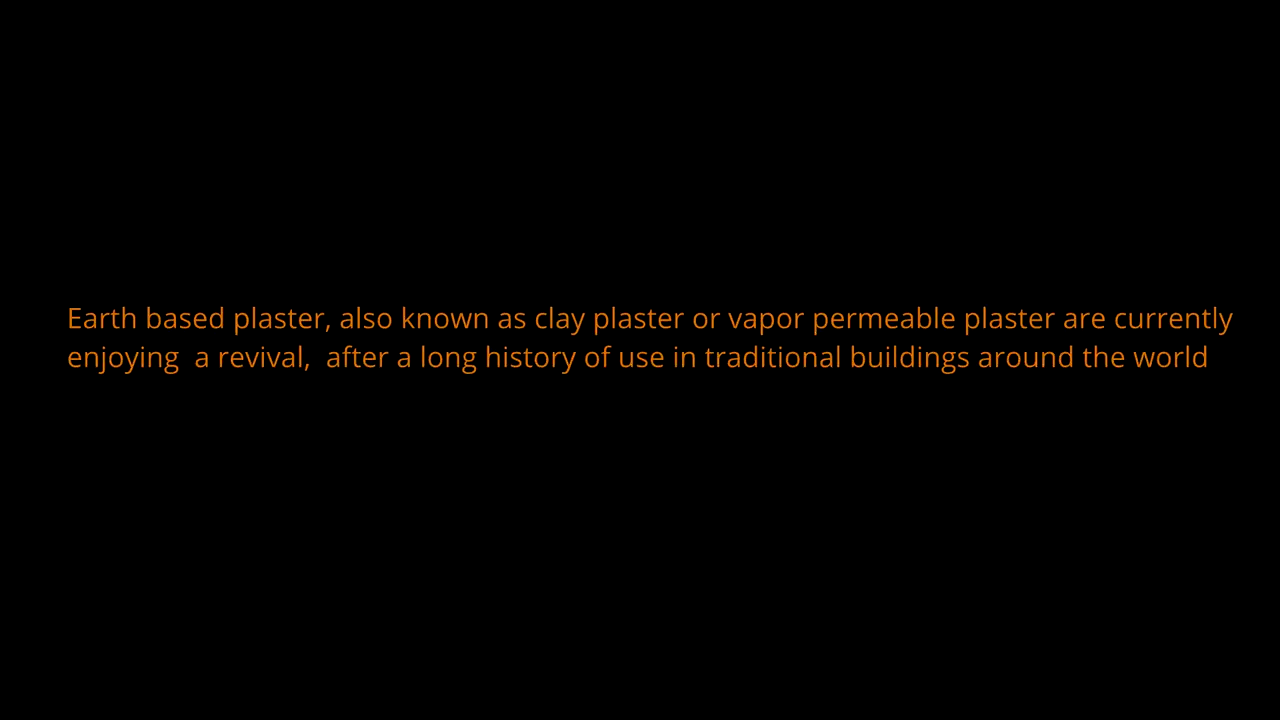 Earth based plaster, also known as clay plaster or vapor permeable plaster are currently
enjoying  a revival,  after a long history of use in traditional buildings around the world